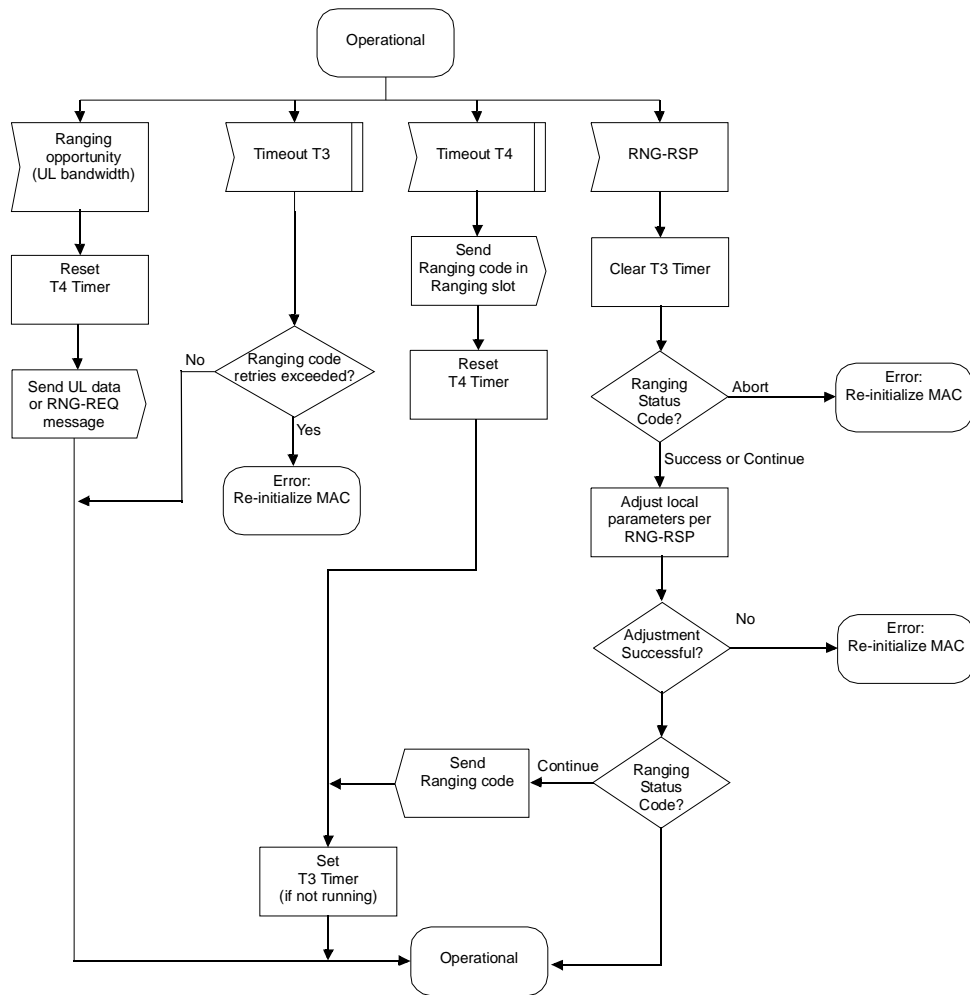 Operational
Ranging
opportunity
(UL bandwidth)
Timeout T3
Timeout T4
RNG-RSP
Reset
T4 Timer
Send
Ranging code in
Ranging slot
Clear T3 Timer
No
Ranging code
retries exceeded?
Yes
Send UL data
or RNG-REQ
message
Reset
T4 Timer
Ranging
Status
Code?
Abort
Error:
Re-initialize MAC
Error:
Re-initialize MAC
Success or Continue
Adjust local
parameters per
RNG-RSP
Adjustment
Successful?
No
Error:
Re-initialize MAC
Send
Ranging code
Continue
Ranging
Status
Code?
Set
T3 Timer
(if not running)
Operational